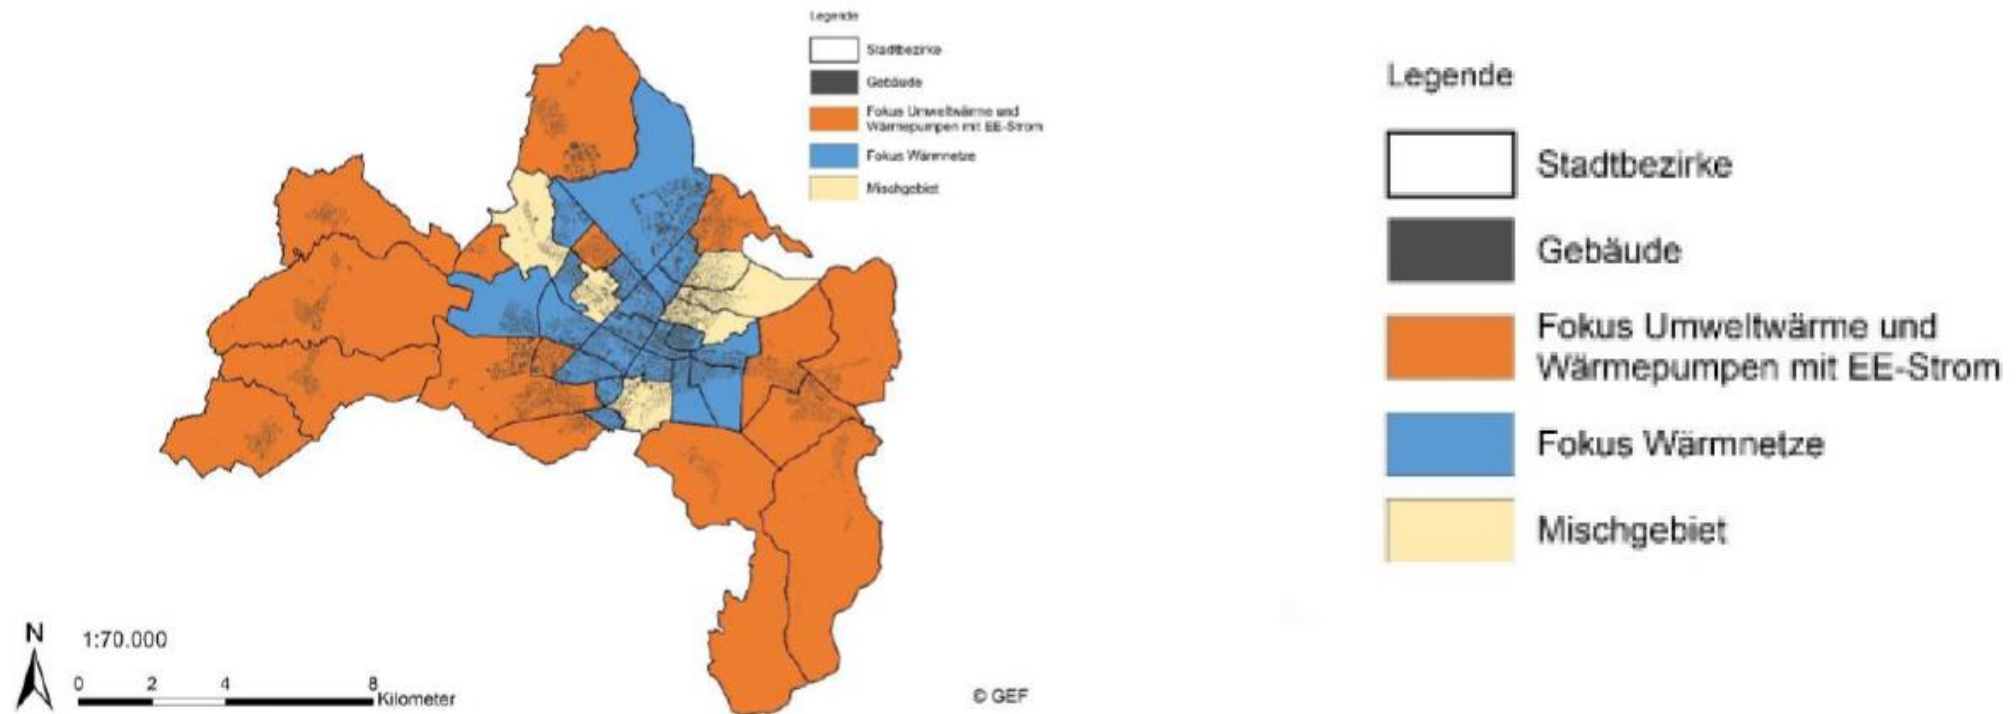 Legende
Stadtbezirke
Gebäude
Fokus Umweltwärme und
Wärmepumpen mit EE-Strom
Fokus Wärmnetze
Mischgebiet
N
1:70.000
0 2 4 8
Kilometer
© GEF
Legende
Stadtbezirke
Gebäude
Fokus Umweltwärme und
Wärmepumpen mit EE-Strom
Fokus Wärmnetze
Mischgebiet